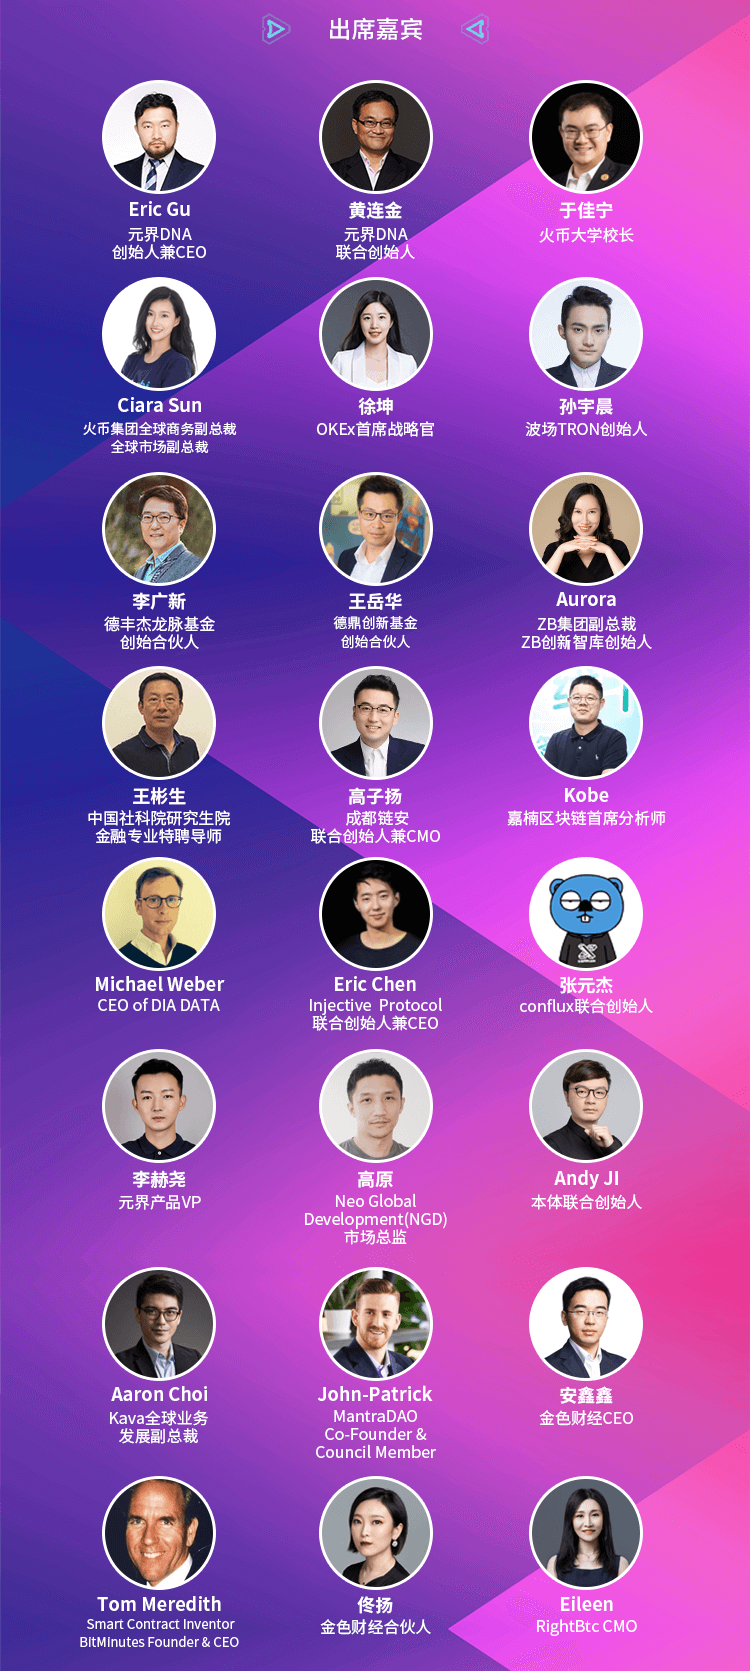 出席嘉宾
Eric Gu
元界DNA
创始人兼CEO
黄连金
元界DNA
联合创始人
于佳宁
火币大学校长
Ciara Sun
火币集团全球商务副总裁
全球市场副总裁
徐坤
OKEx首席战略官
孙宇晨
波场TRON创始人
李广新
德丰杰龙脉基金
创始合伙人
王岳华
德鼎创新基金
创始合伙人
Aurora
ZB集团副总裁
ZB创新智库创始人
王彬生
中国社科院研究生院
金融专业特聘导师
高子扬
成都链安
联合创始人兼CMO
Kobe
嘉楠区块链首席分析师
Michael Weber
CEO of DIA DATA
Eric Chen
Injective Protocol
联合创始人兼CEO
张元杰
conflux联合创始人
李赫尧
元界产品VP
高原
Neo Global
Development(NGD)
市场总监
Andy JI
本体联合创始人
Aaron Choi
Kava全球业务
发展副总裁
John-Patrick
MantraDAO
Co-Founder &
Council Member
安鑫鑫
金色财经CEO
Tom Meredith
Smart Contract Inventor
BitMinutes Founder & CEO
佟扬
金色财经合伙人
Eileen
RightBtc CMO